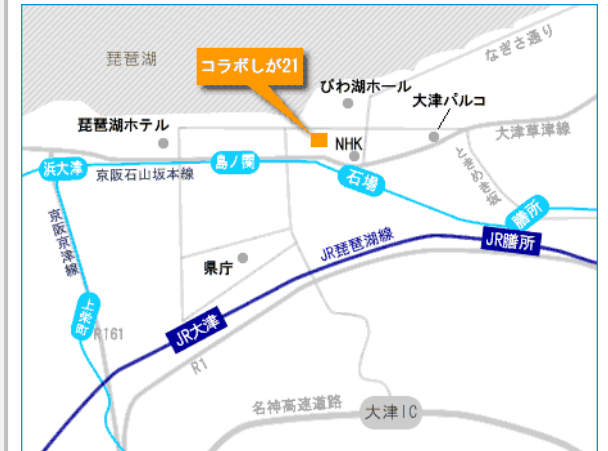 琵琶湖
なぎさ通り
コラボしが21
びわ湖ホール
大津パルコ
琵琶湖ホテル
大津草津線
NHK
島ノ関
浜大津
京阪石山坂本線
石場
ときめき坂
膳所
京阪京津線
JR琵琶湖線
JR膳所
県庁
上栄町
R161
JR大津
R1
名神高速道路
大津IC